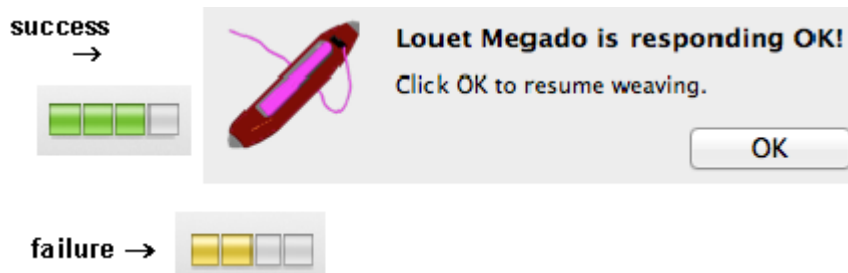 success
→
Louet Megado is responding OK!
Click OK to resume weaving.
OK
failure →